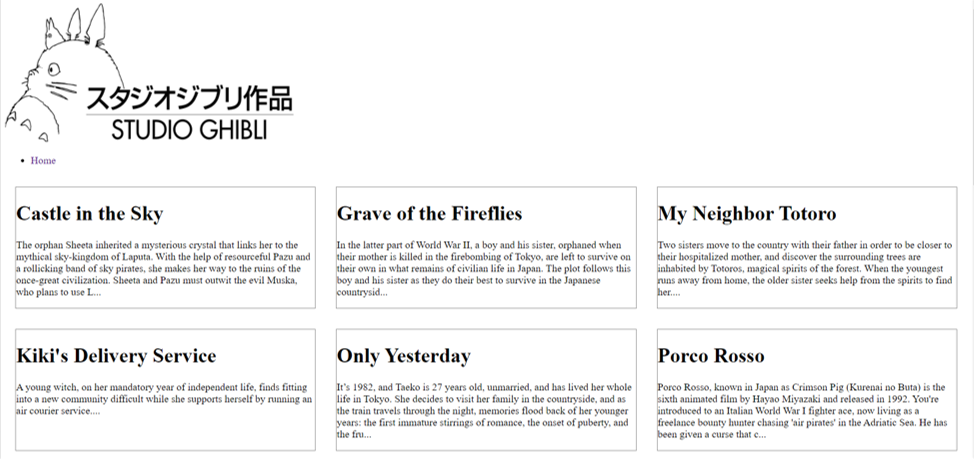 スタジオジブリ作品
STUDIO GHIBLI
Home
Castle in the Sky
The orphan Sheeta inherited a mysterious crystal that links her to the
mythical sky-kingdom of Laputa. With the help of resourceful Pazu and
a rollicking band of sky pirates, she makes her way to the ruins of the
once-great civilization. Sheeta and Pazu must outwit the evil Muska,
who plans to use L...
Grave of the Fireflies
In the latter part of World War II, a boy and his sister, orphaned when
their mother is killed in the firebombing of Tokyo, are left to survive on
their own in what remains of civilian life in Japan. The plot follows this
boy and his sister as they do their best to survive in the Japanese
countrysid...
My Neighbor Totoro
Two sisters move to the country with their father in order to be closer to
their hospitalized mother, and discover the surrounding trees are
inhabited by Totoros, magical spirits of the forest. When the youngest
runs away from home, the older sister seeks help from the spirits to find
her....
Kiki's Delivery Service
A young witch, on her mandatory year of independent life, finds fitting
into a new community difficult while she supports herself by running an
air courier service....
Only Yesterday
It's 1982, and Taeko is 27 years old, unmarried, and has lived her whole
life in Tokyo. She decides to visit her family in the countryside, and as
the train travels through the night, memories flood back of her younger
years: the first immature stirrings of romance, the onset of puberty, and
the fru...
Porco Rosso
Porco Rosso, known in Japan as Crimson Pig (Kurenai no Buta) is the
sixth animated film by Hayao Miyazaki and released in 1992. You're
introduced to an Italian World War I fighter ace, now living as a
freelance bounty hunter chasing 'air pirates' in the Adriatic Sea. He has
been given a curse that c...